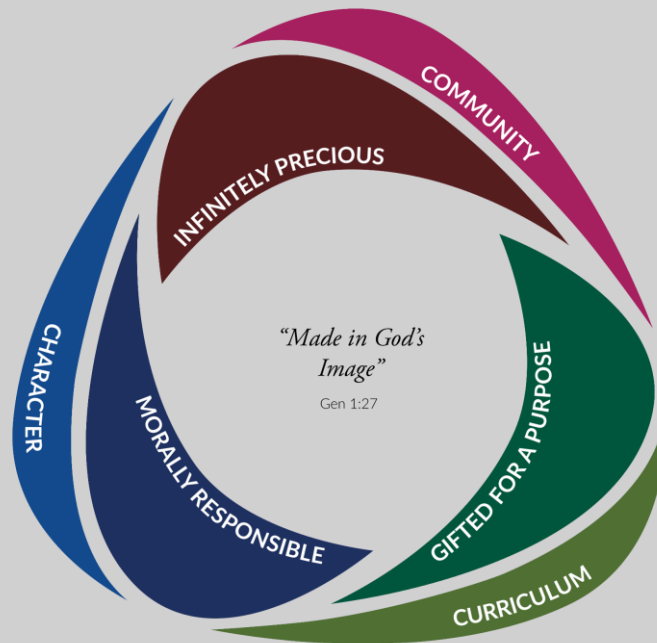 COMMUNITY
INFINITELY PRECIOUS
“Made in God’s
Image”
Gen 1:27
CHARACTER
MORALLY RESPONSIBLE
GIFTED FOR A PURPOSE
CURRICULUM